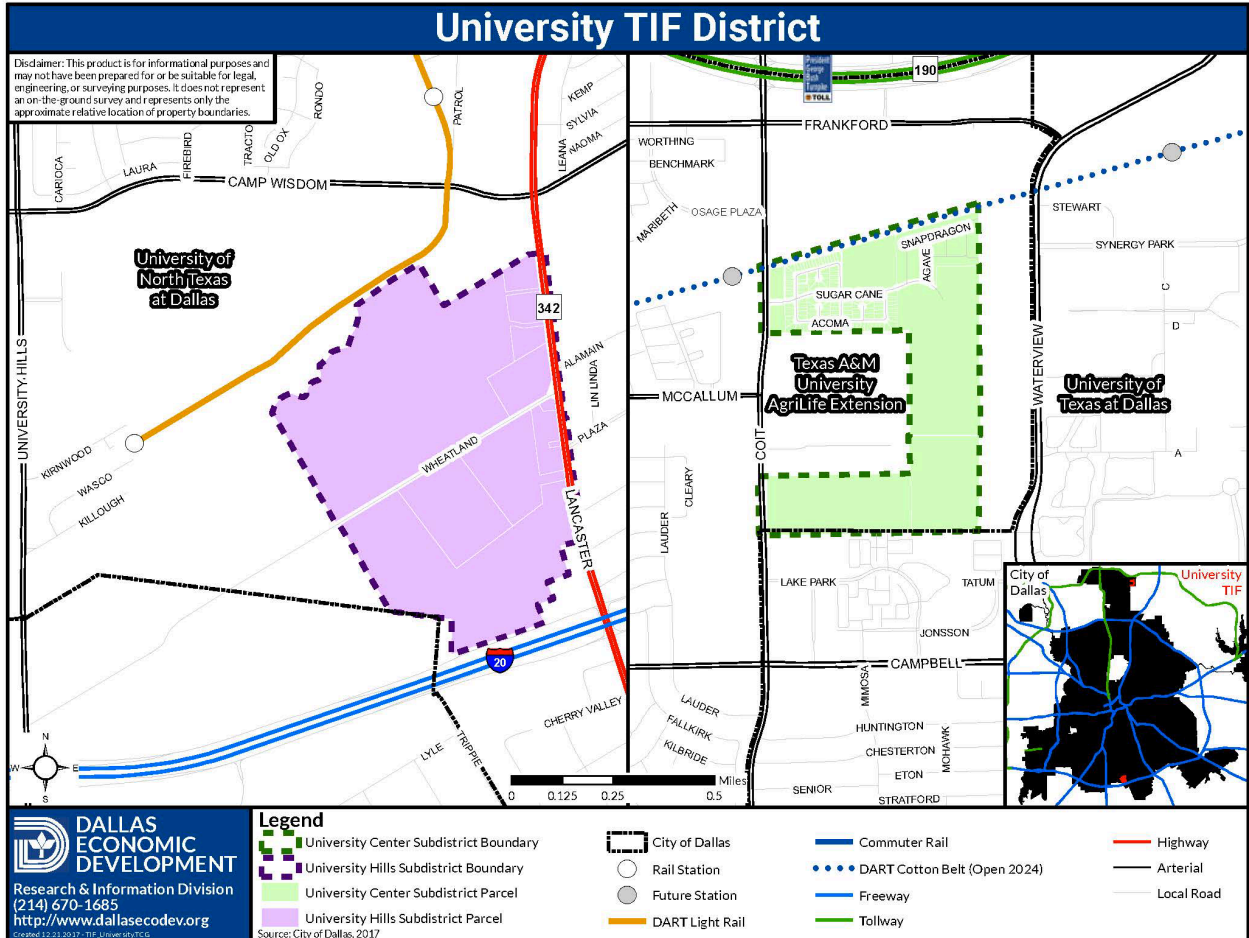 University TIF District
Disclaimer: This product is for informational purposes and
may not have been prepared for or be suitable for legal,
engineering, or surveying purposes. It does not represent
an on-the-ground survey and represents only the
approximate relative location of property boundaries.
CARIOCA
LAURA
FIREBIRD
TRACTO
OLD OX
RONDO
PATROL
KEMP
SYLVIA
NAOMA
LEANA
CAMP WISDOM
University of
North Texas
at Dallas
342
UNIVERSITY HILLS
ALAMAIN
LIN LINDA
PLAZA
WHEATLAND
KIRNWOOD
WASCO
KILLOUGH
LANCASTER
20
CHERRY VALLEY
LYLE
TRIPPIE
N
W
E
S
President
George
Bush
Turnpike
TOLL
190
FRANKFORD
WORTHING
BENCHMARK
MARIBETH
OSAGE PLAZA
STEWART
SNAPDRAGON
SYNERGY PARK
AGAVE
SUGAR CANE
ACOMA
C
D
Texas A&M
University
AgriLife Extension
MCCALLUM
COIT
WATERVIEW
University of
Texas at Dallas
A
CLEARY
LAUDER
LAKE PARK
TATUM
JONSSON
CAMPBELL
MIMOSA
LAUDER
FALLKIRK
KILBRIDE
HUNTINGTON
CHESTERTON
MOHAWK
ETON
SENIOR
STRATFORD
Miles
0 0.125 0.25 0.5
City of
Dallas
University
TIF
DALLAS
ECONOMIC
DEVELOPMENT
Research & Information Division
(214) 670-1685
http://www.dallasecodev.org
Created 12.21.2017 - TIF_UniversityTCG
Legend
University Center Subdistrict Boundary
University Hills Subdistrict Boundary
University Center Subdistrict Parcel
University Hills Subdistrict Parcel
Source: City of Dallas, 2017
City of Dallas
Rail Station
Future Station
DART Light Rail
Commuter Rail
DART Cotton Belt (Open 2024)
Freeway
Tollway
Highway
Arterial
Local Road